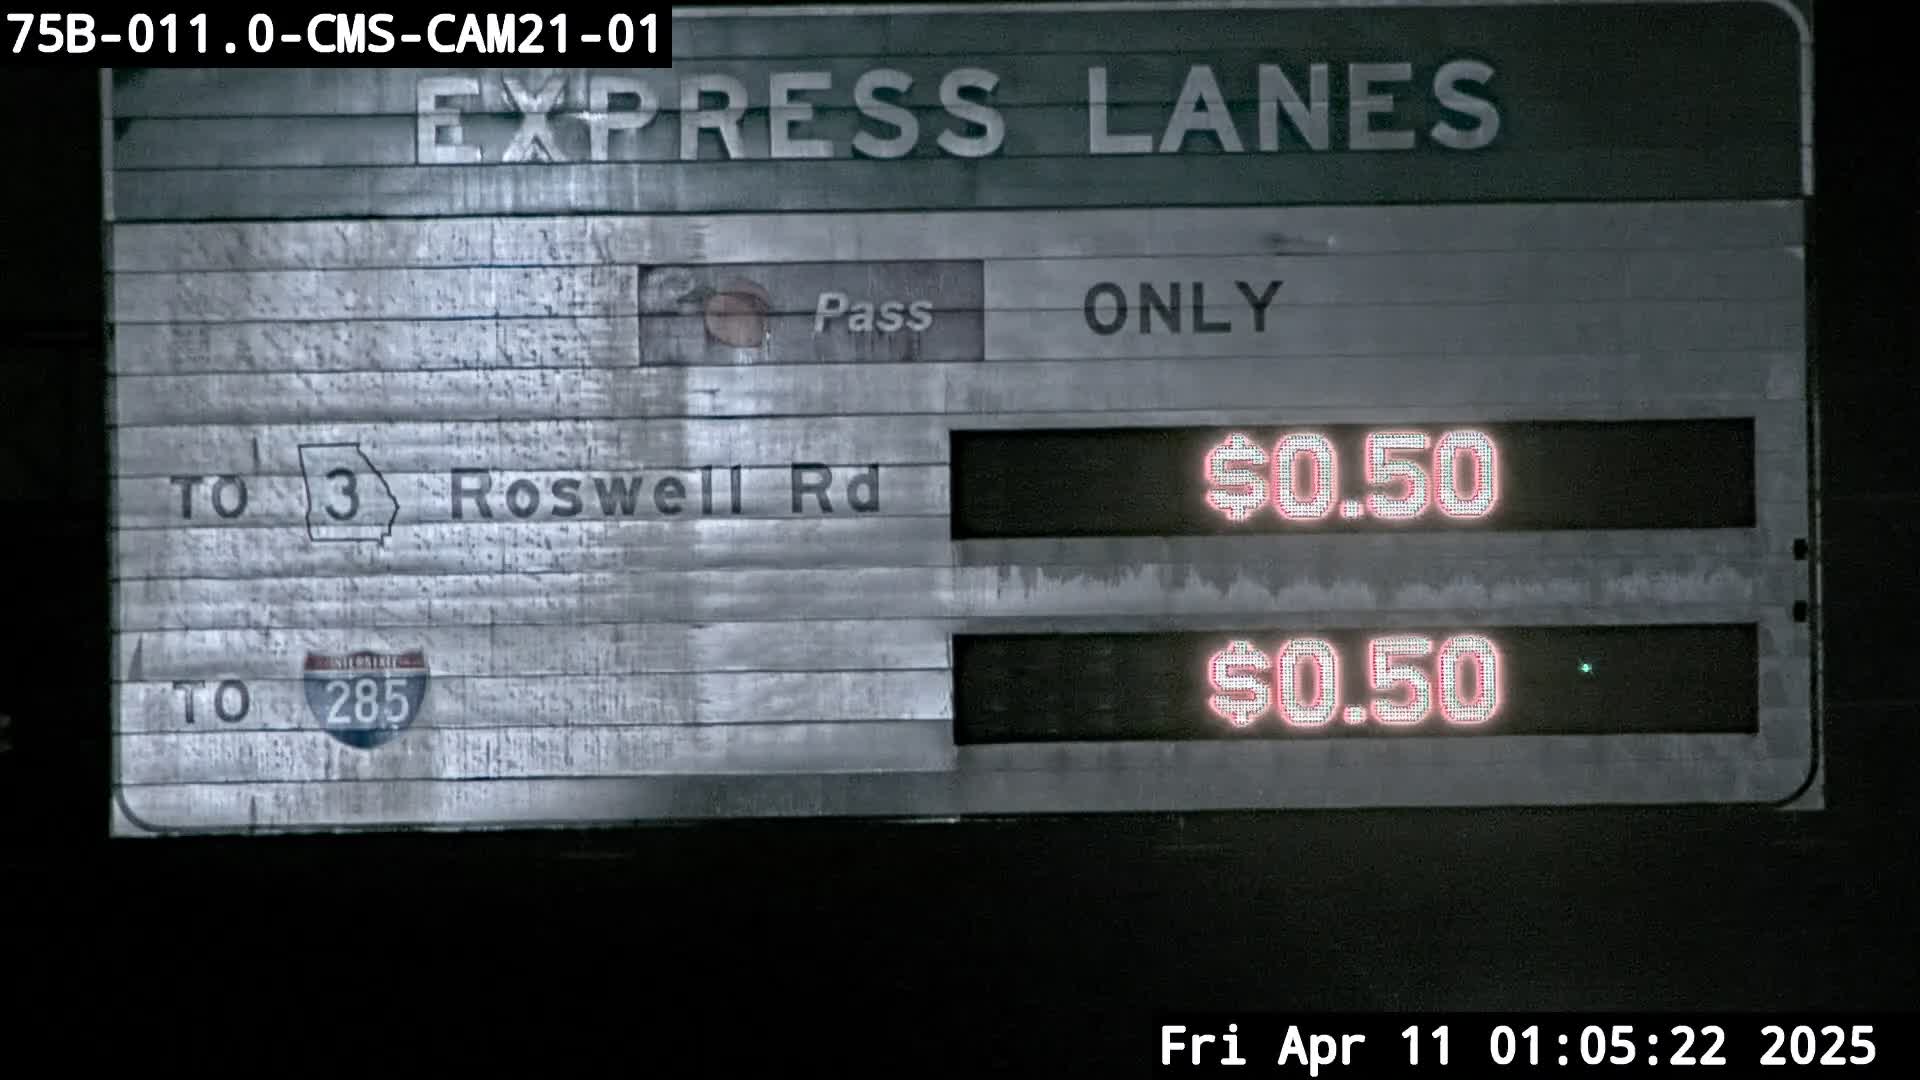 75B-011.0-CMS-CAM21-01
EXPRESS LANES
Pass ONLY
TO 3 Roswell Rd $0.50
INTERSTATE
TO 285 $0.50
Fri Apr 11 01:05:22 2025